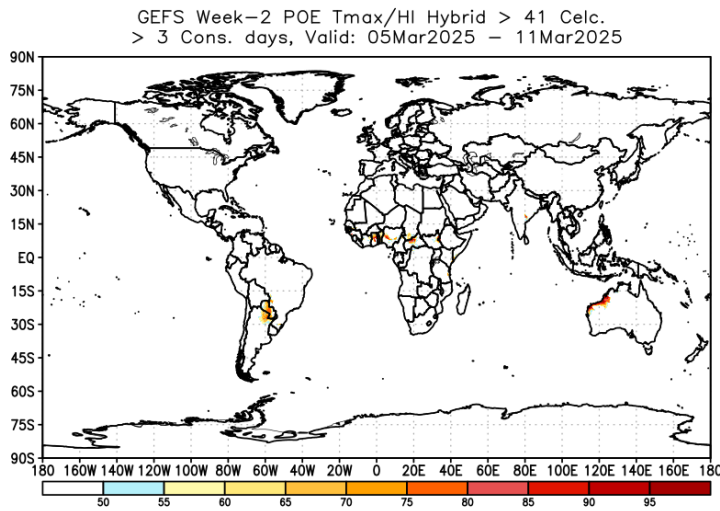 GEFS Week-2 POE Tmax/HI Hybrid > 41 Celc.
> 3 Cons. days, Valid: 05Mar2025 - 11Mar2025
90N
75N
60N
45N
30N
15N
EQ
15S
30S
45S
60S
75S
90S
180 160W 140W 120W 100W 80W 60W 40W 20W 0 20E 40E 60E 80E 100E 120E 140E 160E 180
50 55 60 65 70 75 80 85 90 95